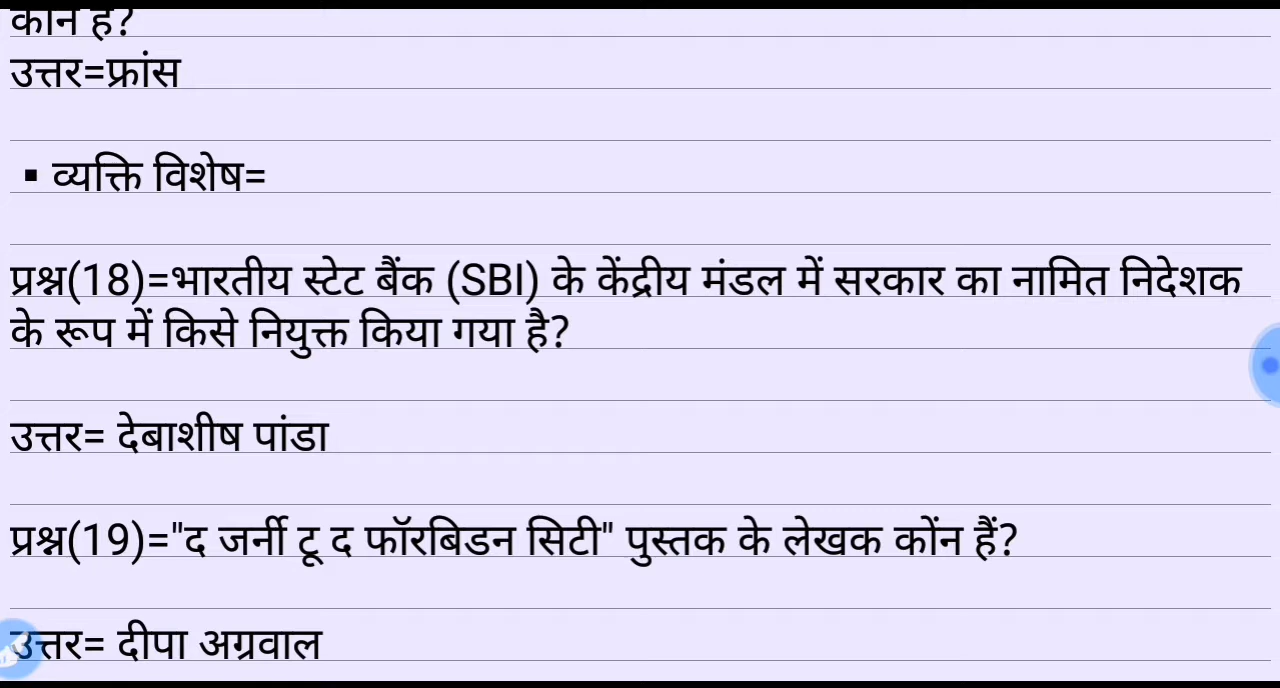 कौन है?
उत्तर=फ्रांस
▪ व्यक्ति विशेष=
प्रश्न(18)=भारतीय स्टेट बैंक (SBI) के केंद्रीय मंडल में सरकार का नामित निदेशक
के रूप में किसे नियुक्त किया गया है?
उत्तर= देबाशीष पांडा
प्रश्न(19)="द जर्नी टू द फॉरबिडन सिटी" पुस्तक के लेखक कोंन हैं?
उत्तर= दीपा अग्रवाल